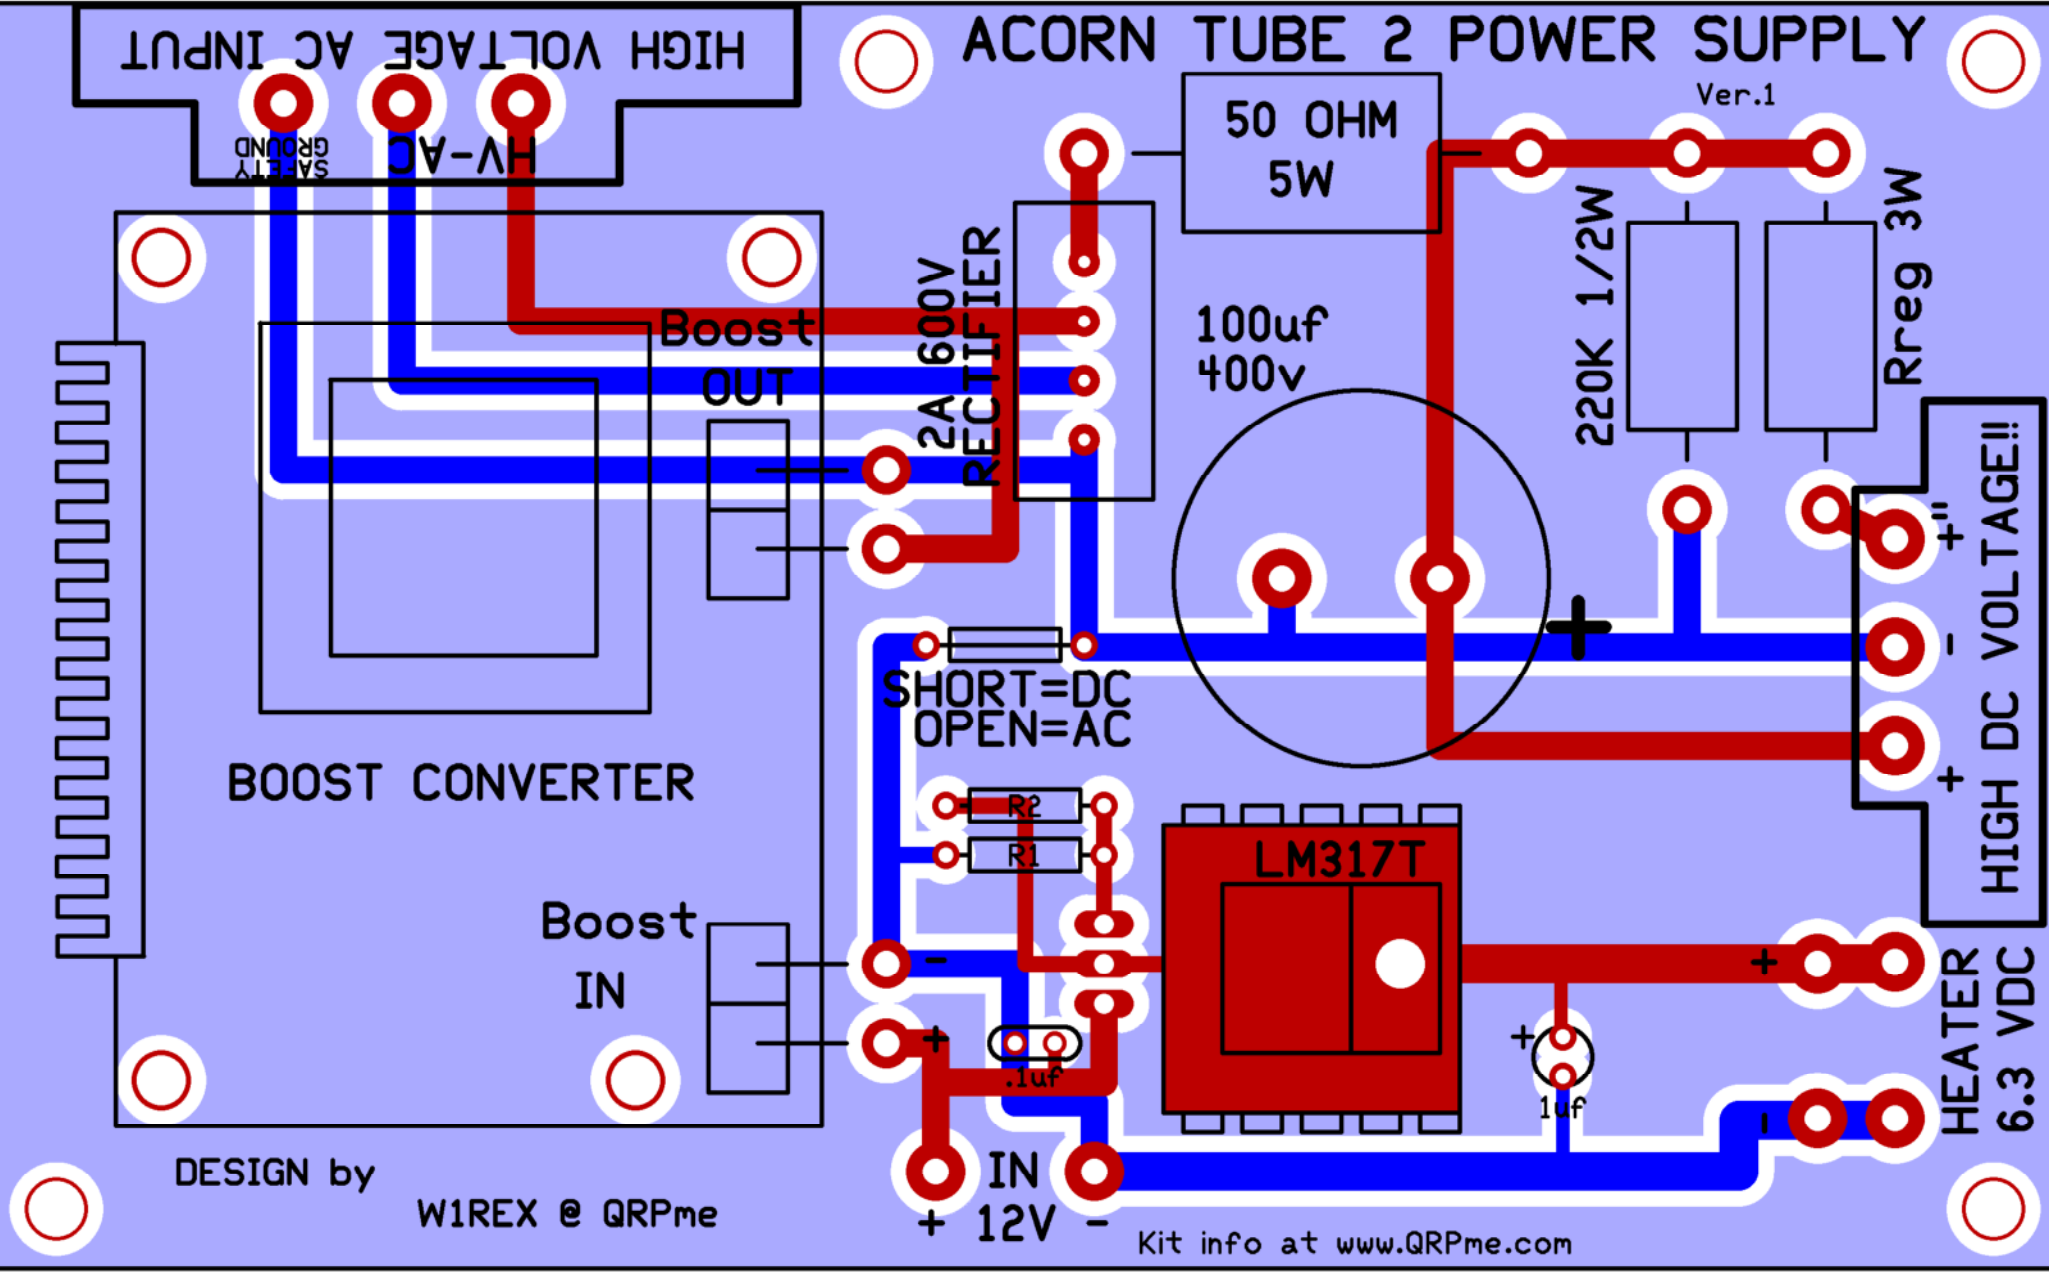 HIGH VOLTAGE AC INPUT
SAFETY
GROUND
HV-AC
ACORN TUBE 2 POWER SUPPLY
Ver.1
50 OHM
5W
2A 600V
RECTIFIER
100uf
400v
220K 1/2W
Rreg 3W
Boost
OUT
+"
-
+
HIGH DC VOLTAGE!!
+
SHORT=DC
OPEN=AC
BOOST CONVERTER
R2
R1
LM317T
Boost
IN
-
+
.1uf
+
1uf
+
-
HEATER
6.3 VDC
DESIGN by
W1REX @ QRPme
IN
+ 12V -
Kit info at www.QRPme.com